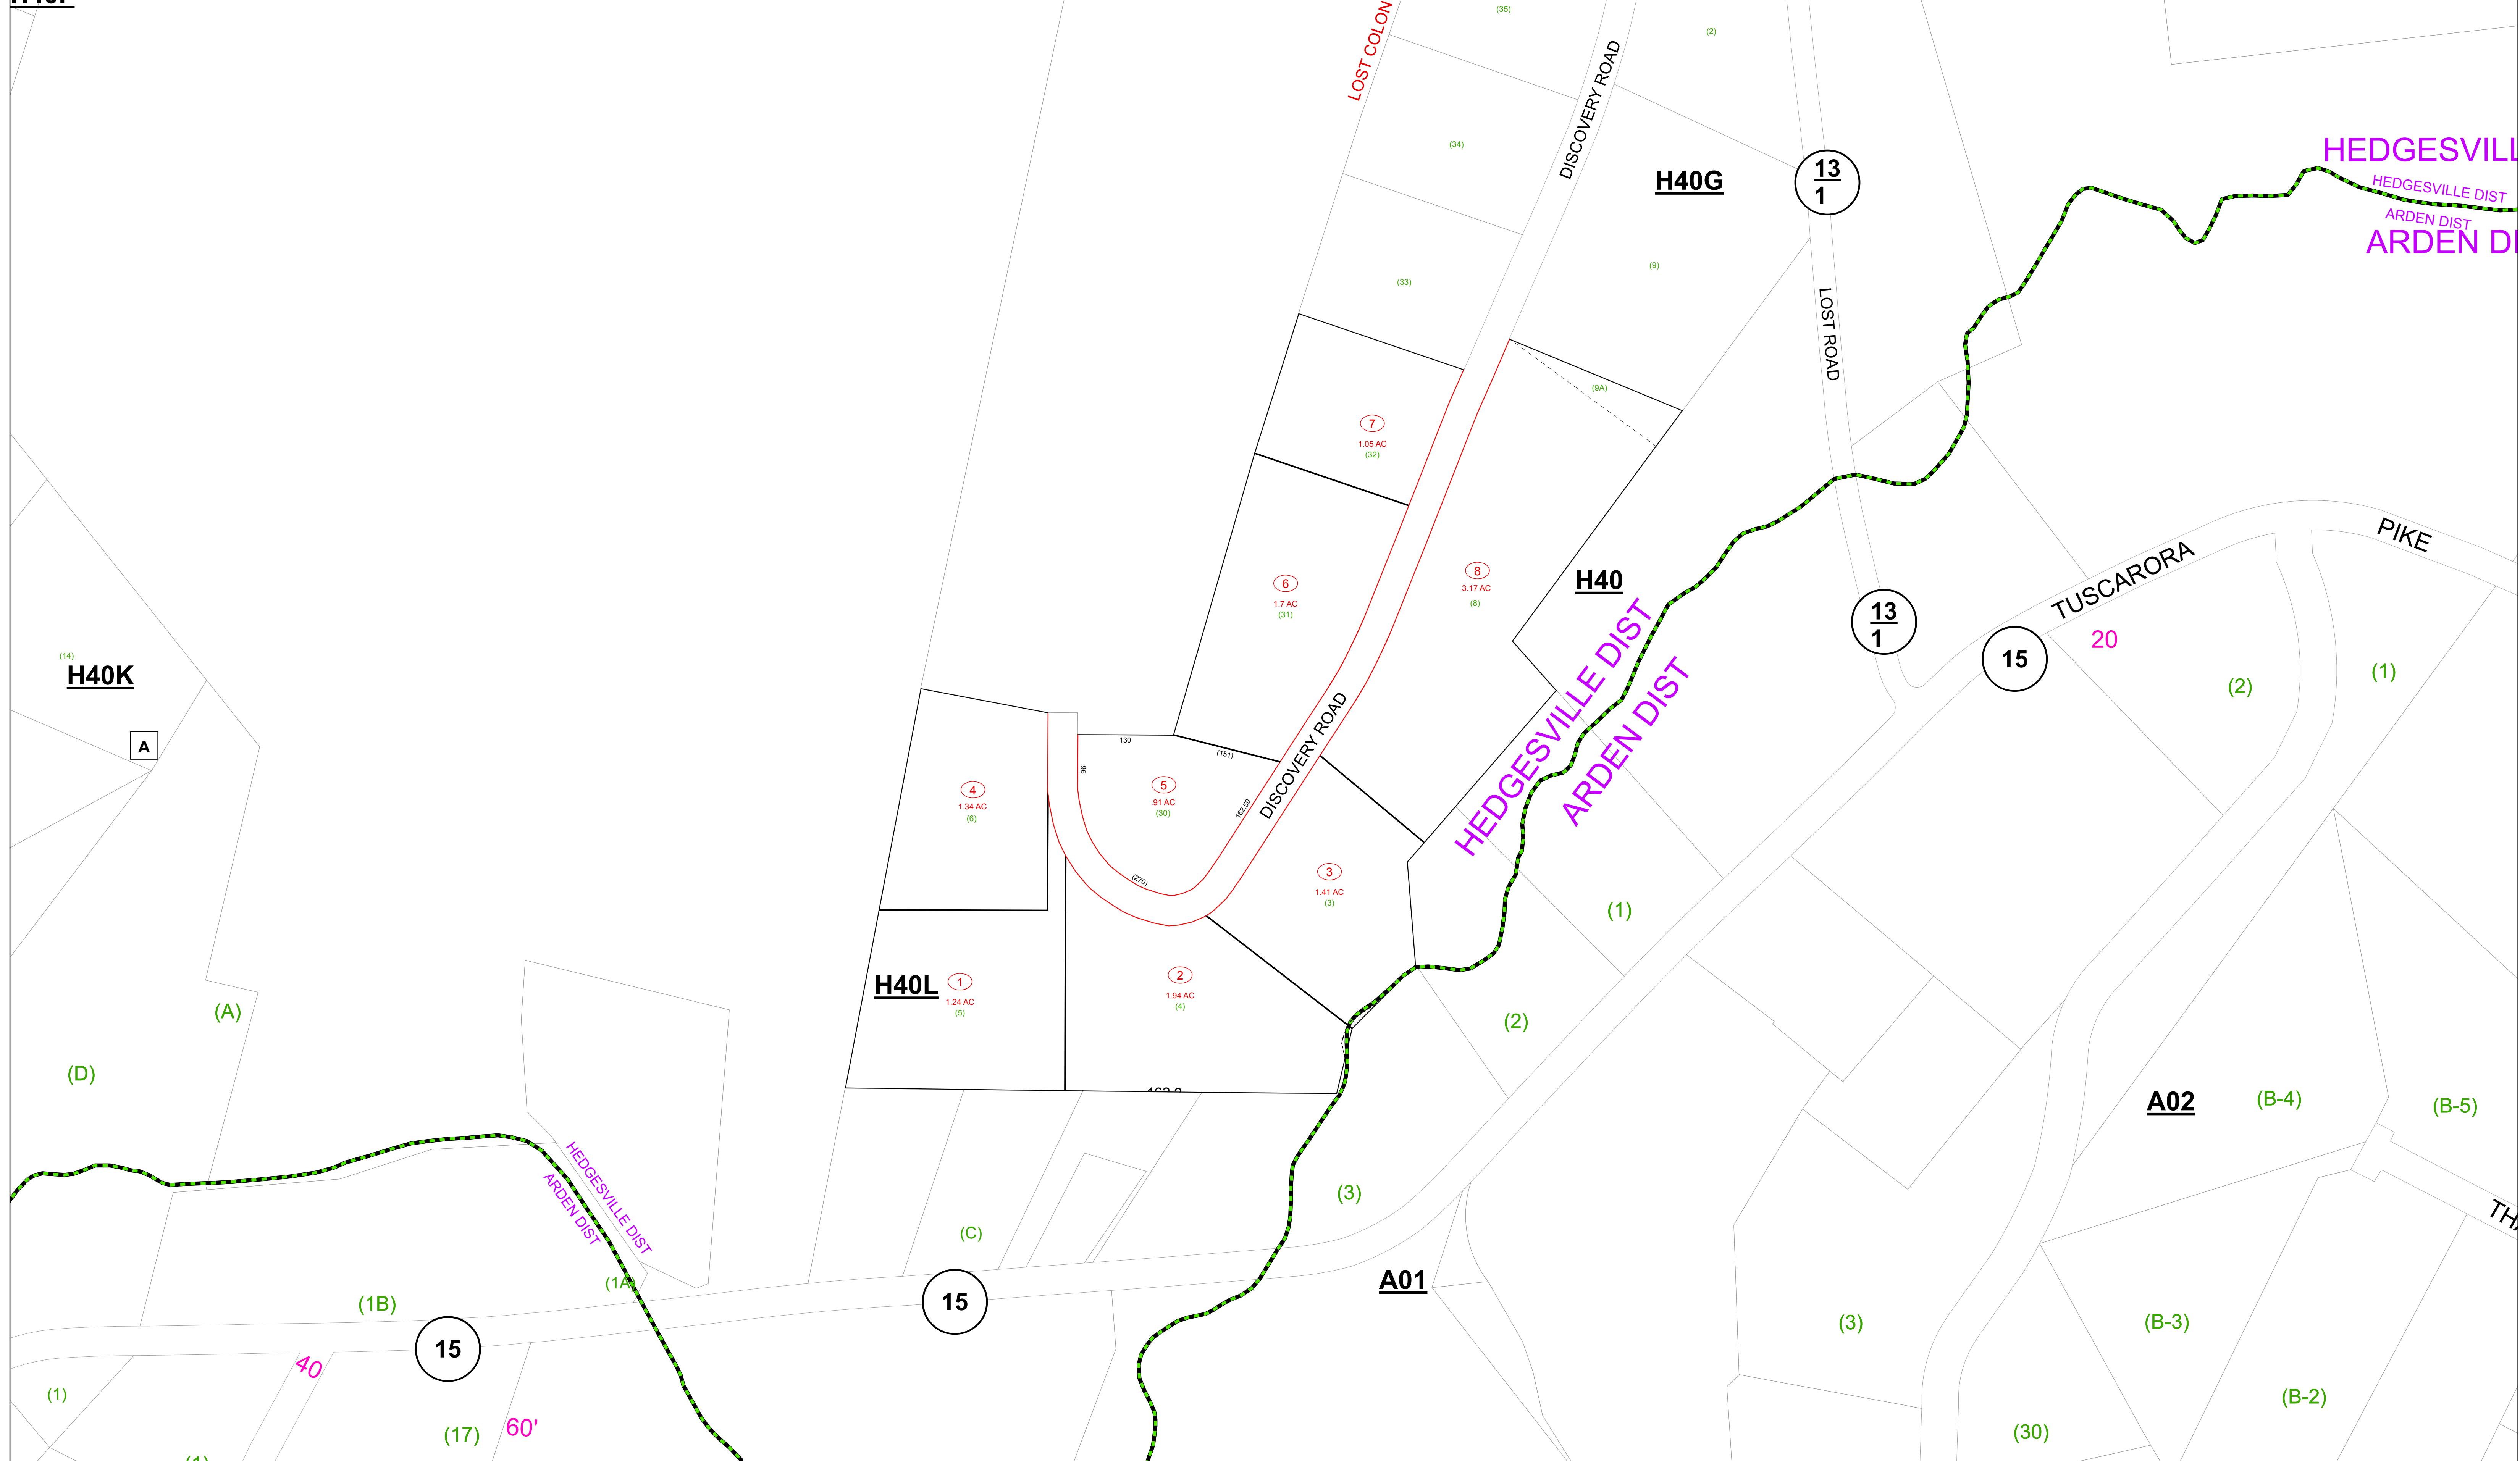 (35)
(2)
LOST COLON
DISCOVERY ROAD
(34)
H40G
13
1
HEDGESVILL
HEDGESVILLE DIST
ARDEN DIST
ARDEN DI
(9)
(33)
LOST ROAD
(9A)
7
1.05 AC
(32)
6
1.7 AC
(31)
8
3.17 AC
(8)
H40
HEDGESVILLE DIST
ARDEN DIST
13
1
15
TUSCARORA
PIKE
20
(2)
(1)
(14)
H40K
A
4
1.34 AC
(6)
130
96
5
.91 AC
(30)
(151)
162.50
(270)
DISCOVERY ROAD
3
1.41 AC
(3)
(1)
(2)
H40L
1
1.24 AC
(5)
2
1.94 AC
(4)
(A)
(D)
A02
(B-4)
(B-5)
HEDGESVILLE DIST
ARDEN DIST
(3)
(C)
(1A)
(1B)
15
15
A01
(3)
(B-3)
TH
40
(1)
(17)
60'
(B-2)
(30)